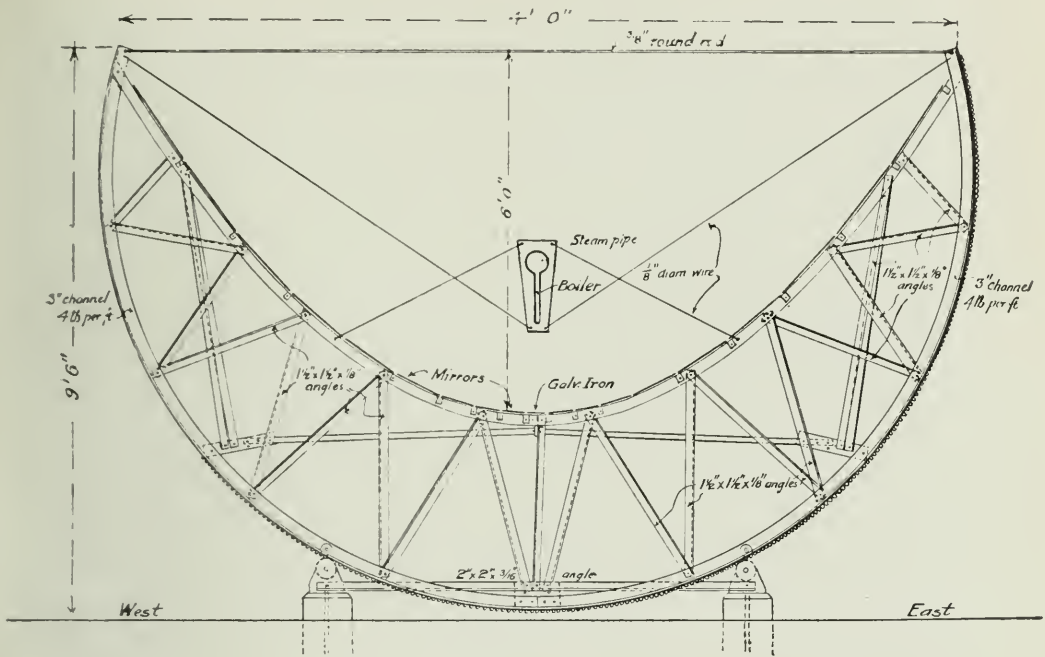 ' 0"
3/8" round rod
6' 0"
9' 6"
Steam pipe
Boiler
1/8" diam wire
3" channel
4 lb per ft
1½" x 1½" x 1/8"
angles
3" channel
4 lb per ft
1½" x 1½" x 1/8"
angles
Mirrors
Galv. Iron
1½" x 1½" x 1/8" angles
2" x 2" x 3/16
angle
West
East